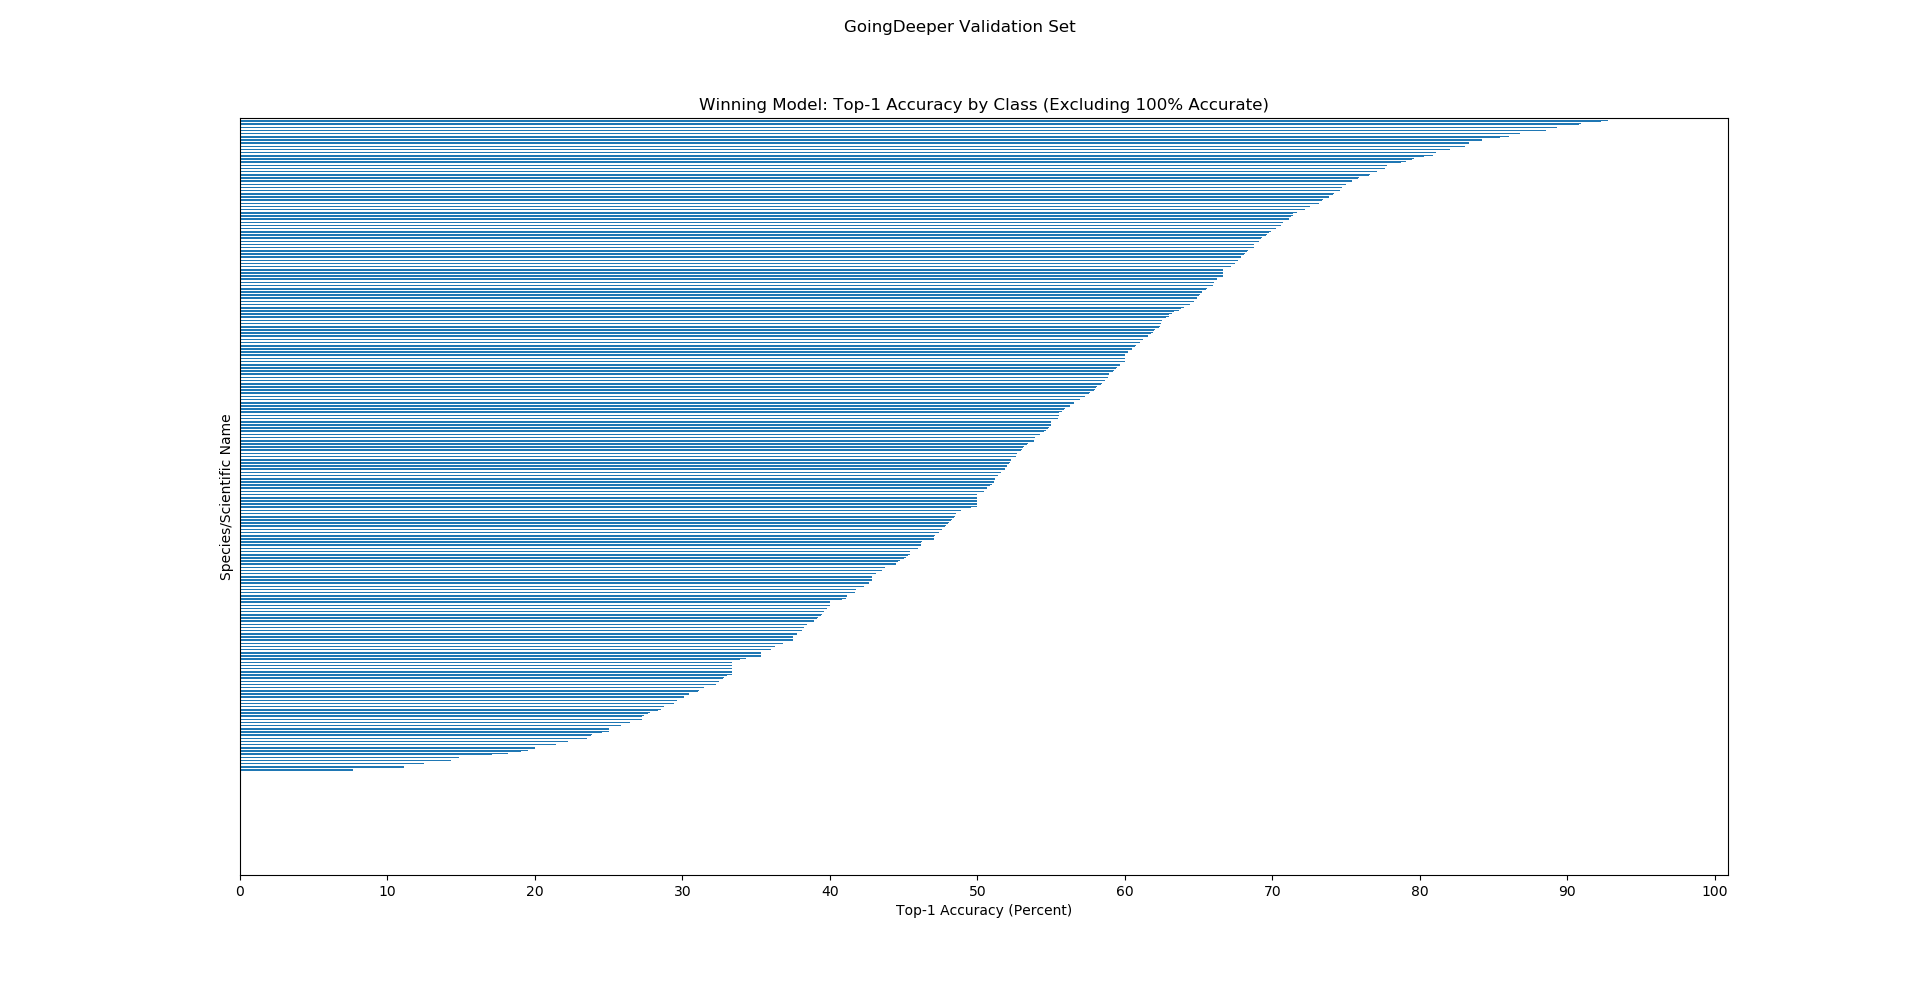 GoingDeeper Validation Set
Winning Model: Top-1 Accuracy by Class (Excluding 100% Accurate)
Species/Scientific Name
0 10 20 30 40 50 60 70 80 90 100
Top-1 Accuracy (Percent)